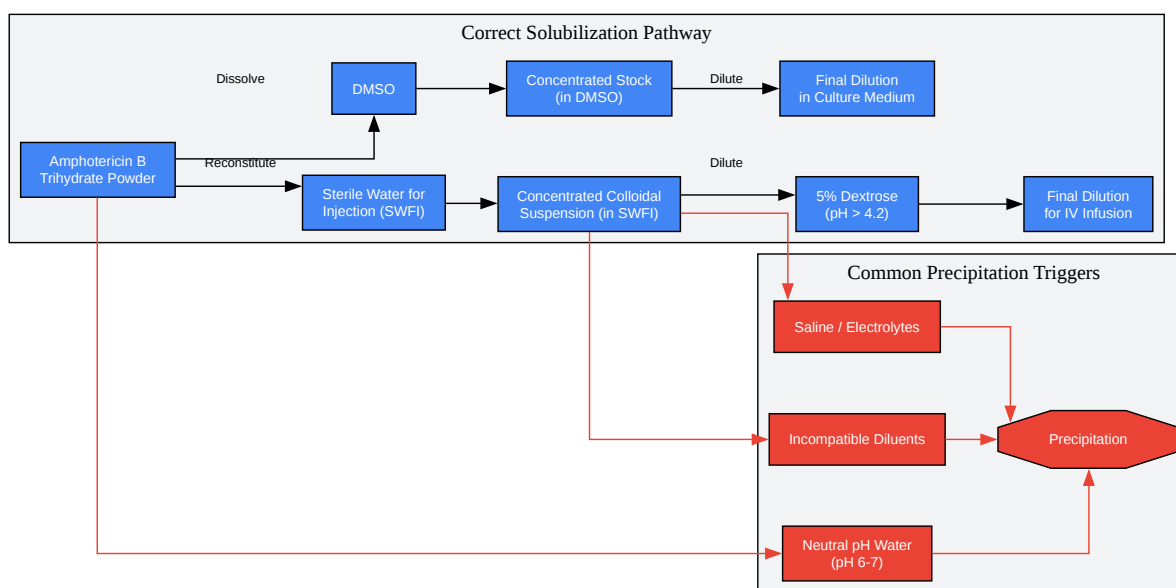 Correct Solubilization Pathway
Dissolve
DMSO
Concentrated Stock
(in DMSO)
Dilute
Final Dilution
in Culture Medium
Amphotericin B
Trihydrate Powder
Reconstitute
Sterile Water for
Injection (SWFI)
Concentrated Colloidal
Suspension (in SWFI)
Dilute
5% Dextrose
(pH > 4.2)
Final Dilution
for IV Infusion
Common Precipitation Triggers
Saline / Electrolytes
Incompatible Diluents
Precipitation
Neutral pH Water
(pH 6-7)